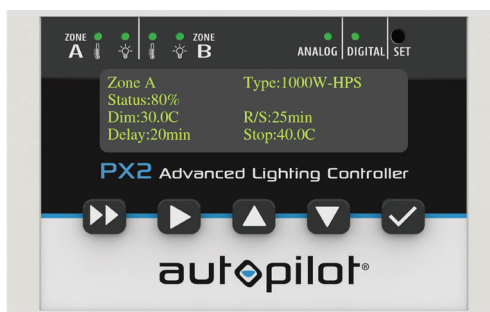 ZONE A ZONE B ANALOG DIGITAL SET
Zone A Type:1000W-HPS
Status:80%
Dim:30.0C R/S:25min
Delay:20min Stop:40.0C
PX2 Advanced Lighting Controller
autopilot®